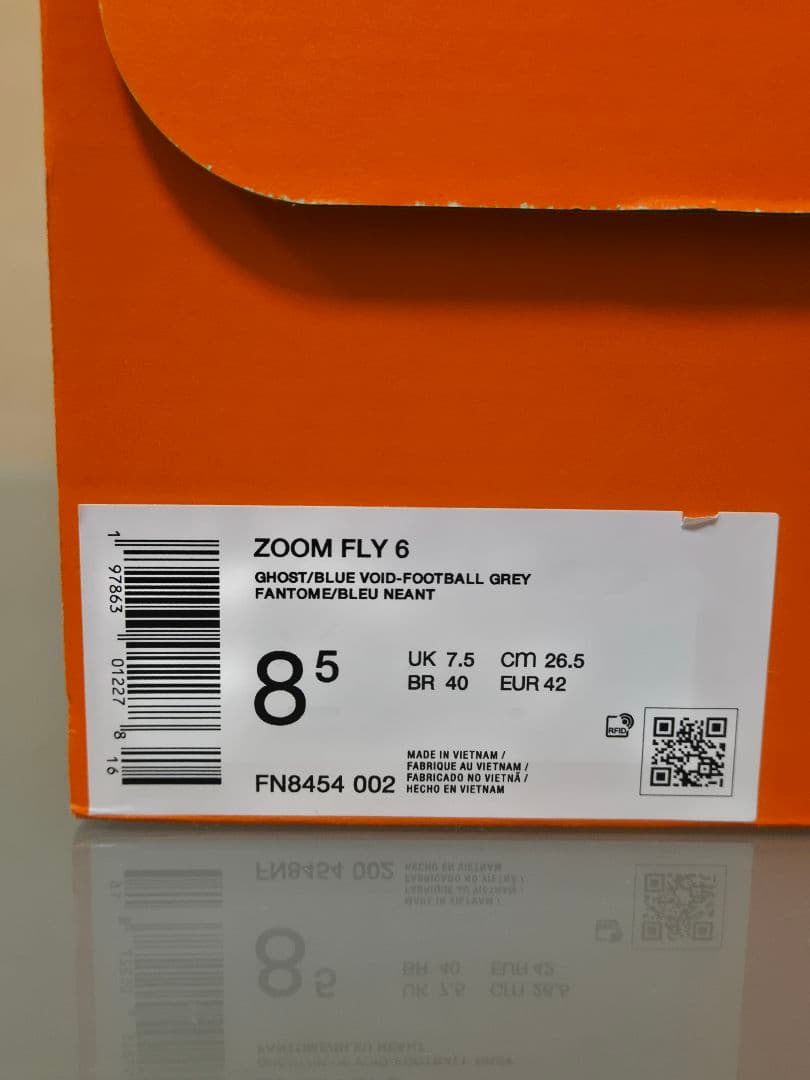 ZOOM FLY 6
GHOST/BLUE VOID-FOOTBALL GREY
FANTOME/BLEU NEANT
8 5
UK 7.5 cm 26.5
BR 40 EUR 42
RFID
FN8454 002
MADE IN VIETNAM /
FABRIQUE AU VIETNAM /
FABRICADO NO VIETNÃ /
HECHO EN VIETNAM
1 97863 01227 8 16